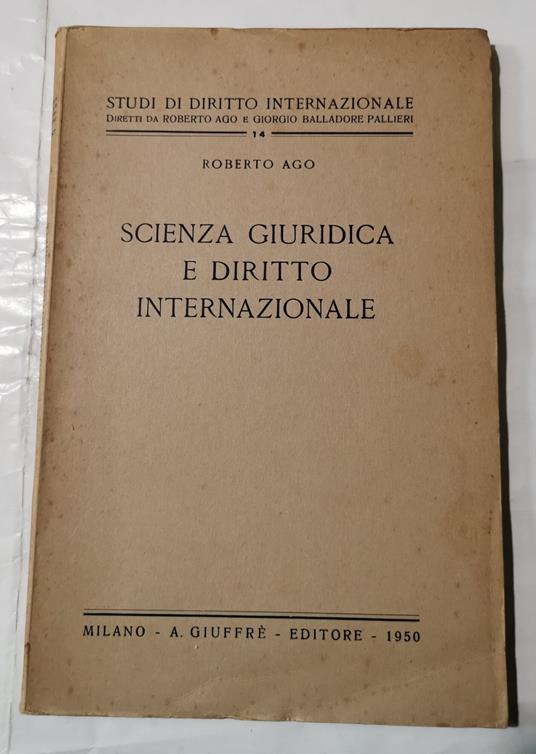 STUDI DI DIRITTO INTERNAZIONALE
DIRETTI DA ROBERTO AGO E GIORGIO BALLADORE PALLIERI
14
ROBERTO AGO
SCIENZA GIURIDICA
E DIRITTO
INTERNAZIONALE
MILANO - A. GIUFFRÈ - EDITORE - 1950